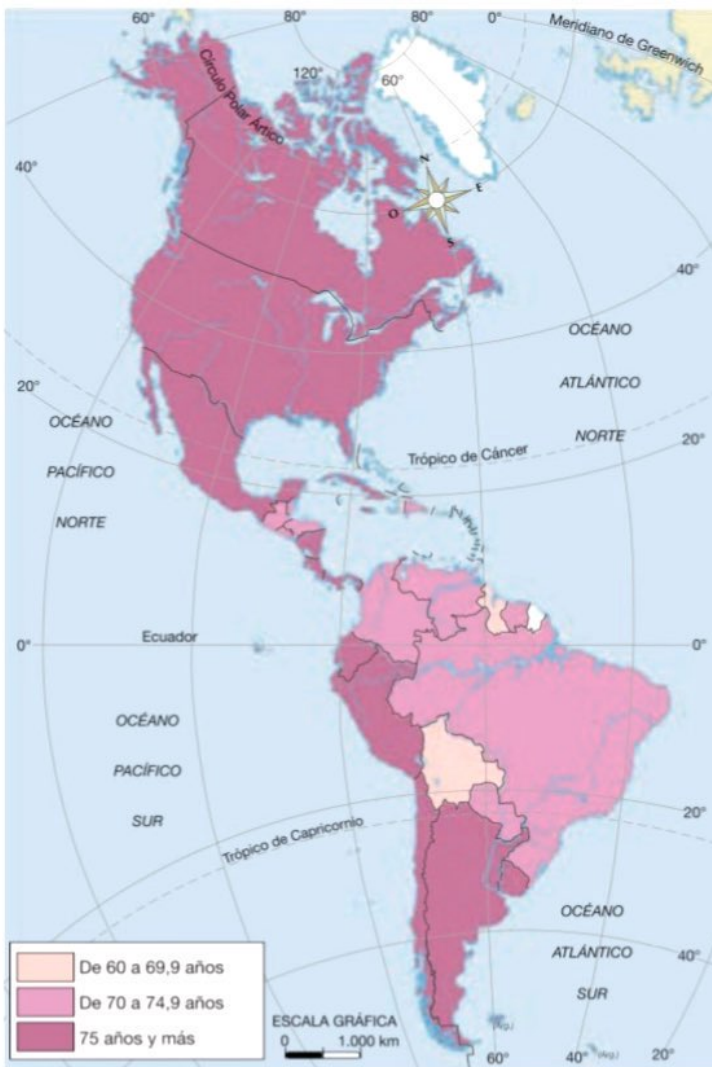 60°
80°
80°
0°
Meridiano de Greenwich
120°
60°
Círculo Polar Ártico
N
E
O
S
40°
40°
OCÉANO
ATLÁNTICO
NORTE
20°
20°
OCÉANO
PACÍFICO
NORTE
Trópico de Cáncer
Ecuador
0°
0°
OCÉANO
PACÍFICO
SUR
20°
Trópico de Capricornio
OCÉANO
ATLÁNTICO
SUR
40°
De 60 a 69,9 años
De 70 a 74,9 años
75 años y más
ESCALA GRÁFICA
0 1.000 km
(Arg.)
(Arg.)
60°
40°
20°